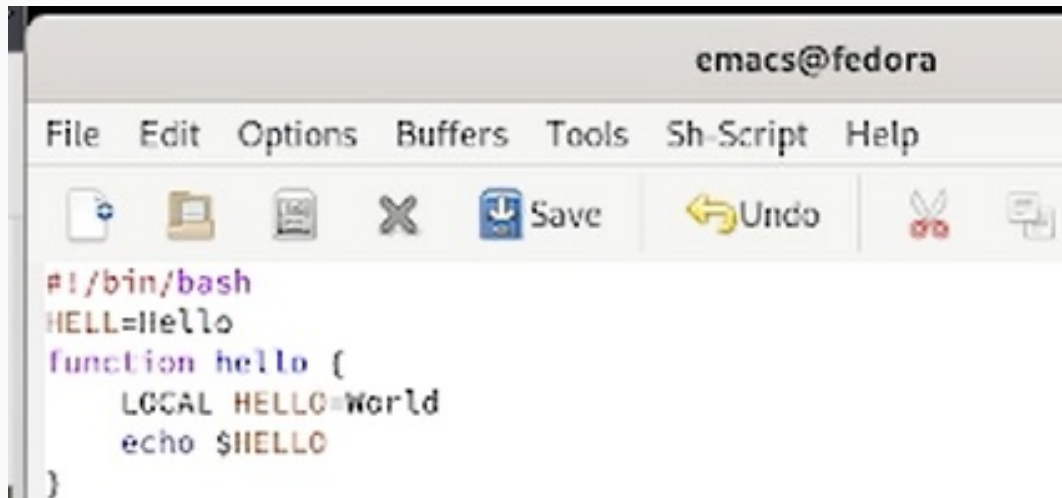 emacs@fedora
File Edit Options Buffers Tools Sh-Script Help
Save Undo
#!/bin/bash
HELL=Hello
function hello {
    LOCAL HELLO=World
    echo $HELLO
}